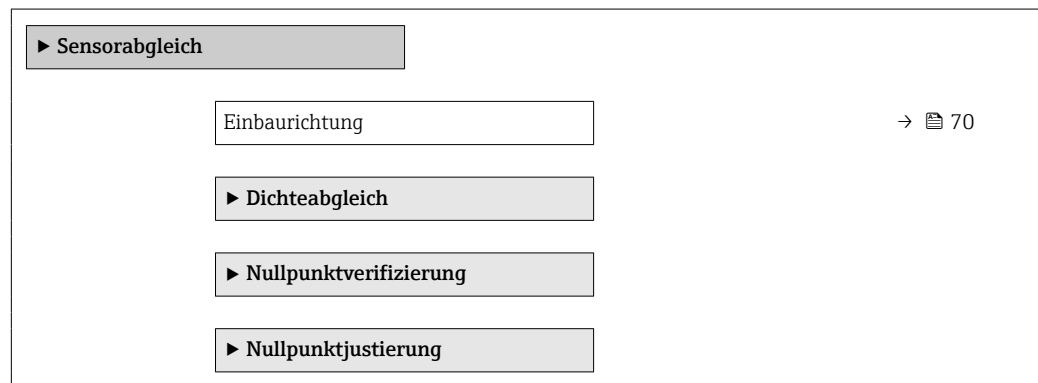 ▶ Sensorabgleich
Einbaurichtung → 🖺 70
▶ Dichteabgleich
▶ Nullpunktverifizierung
▶ Nullpunktjustierung